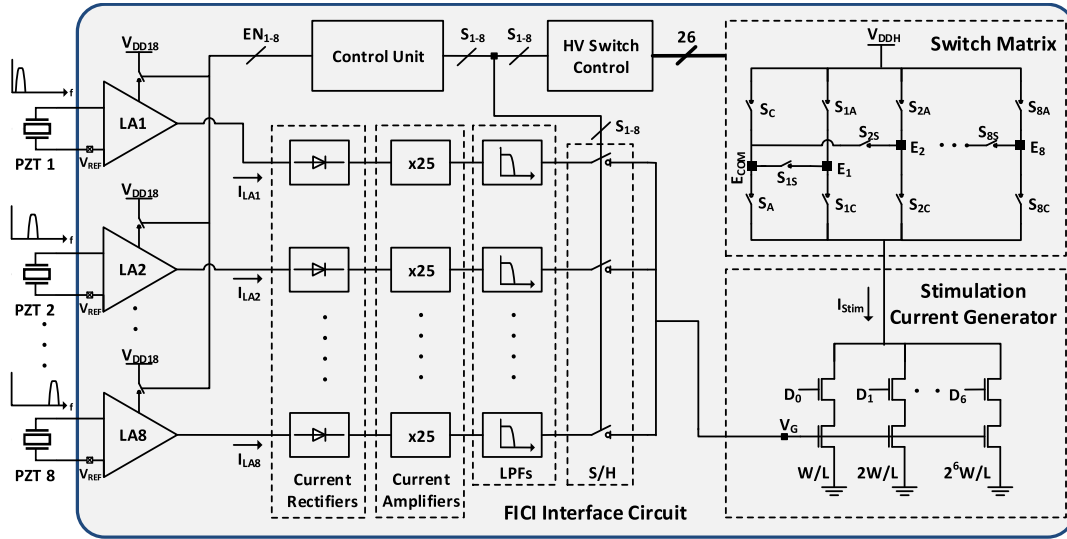 EN1-8
Control Unit
S1-8
S1-8
HV Switch
Control
26
Switch Matrix
VDDH
SC
S1A
S2A
S8A
S2S
S8S
E2
E8
ECOM
S1S
E1
SA
S1C
S2C
S8C
VDD18
f
LA1
PZT 1
VREF
ILA1
x25
S1-8
VDD18
f
LA2
PZT 2
VREF
ILA2
x25
VDD18
f
LA8
PZT 8
VREF
ILA8
x25
Current
Rectifiers
Current
Amplifiers
LPFs
S/H
FICI Interface Circuit
Stimulation
Current Generator
IStim
D0
D1
D6
VG
W/L
2W/L
2⁶W/L